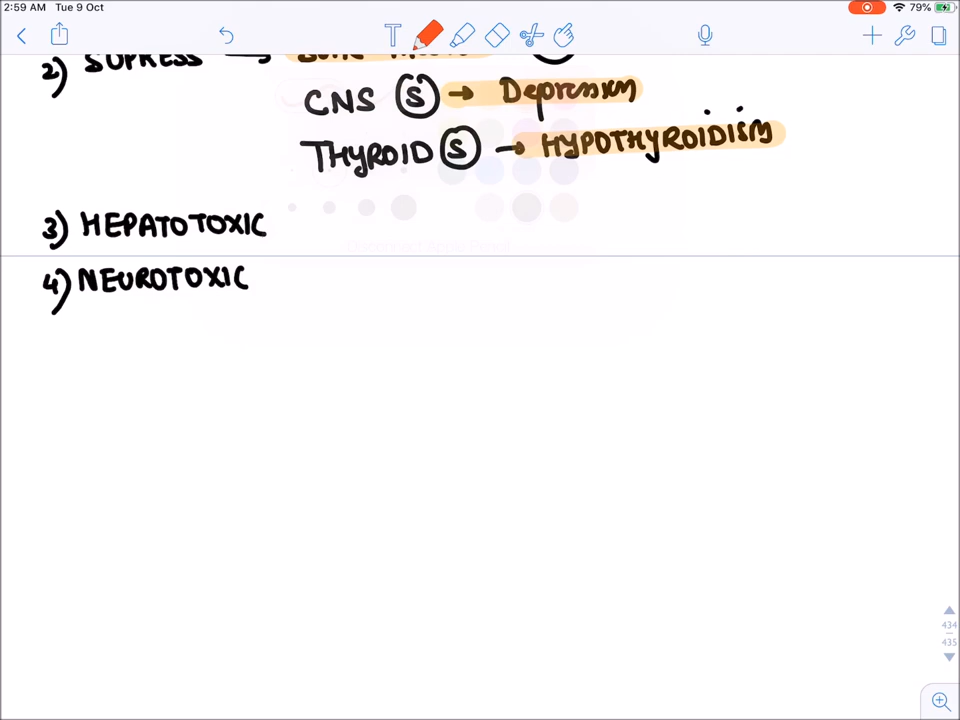 2:59 AM Tue 9 Oct
79%
T
2) SUPRESS →
CNS (S) → Depression
THYROID (S) → HYPOTHYROIDISM
3) HEPATOTOXIC
4) NEUROTOXIC
434
435